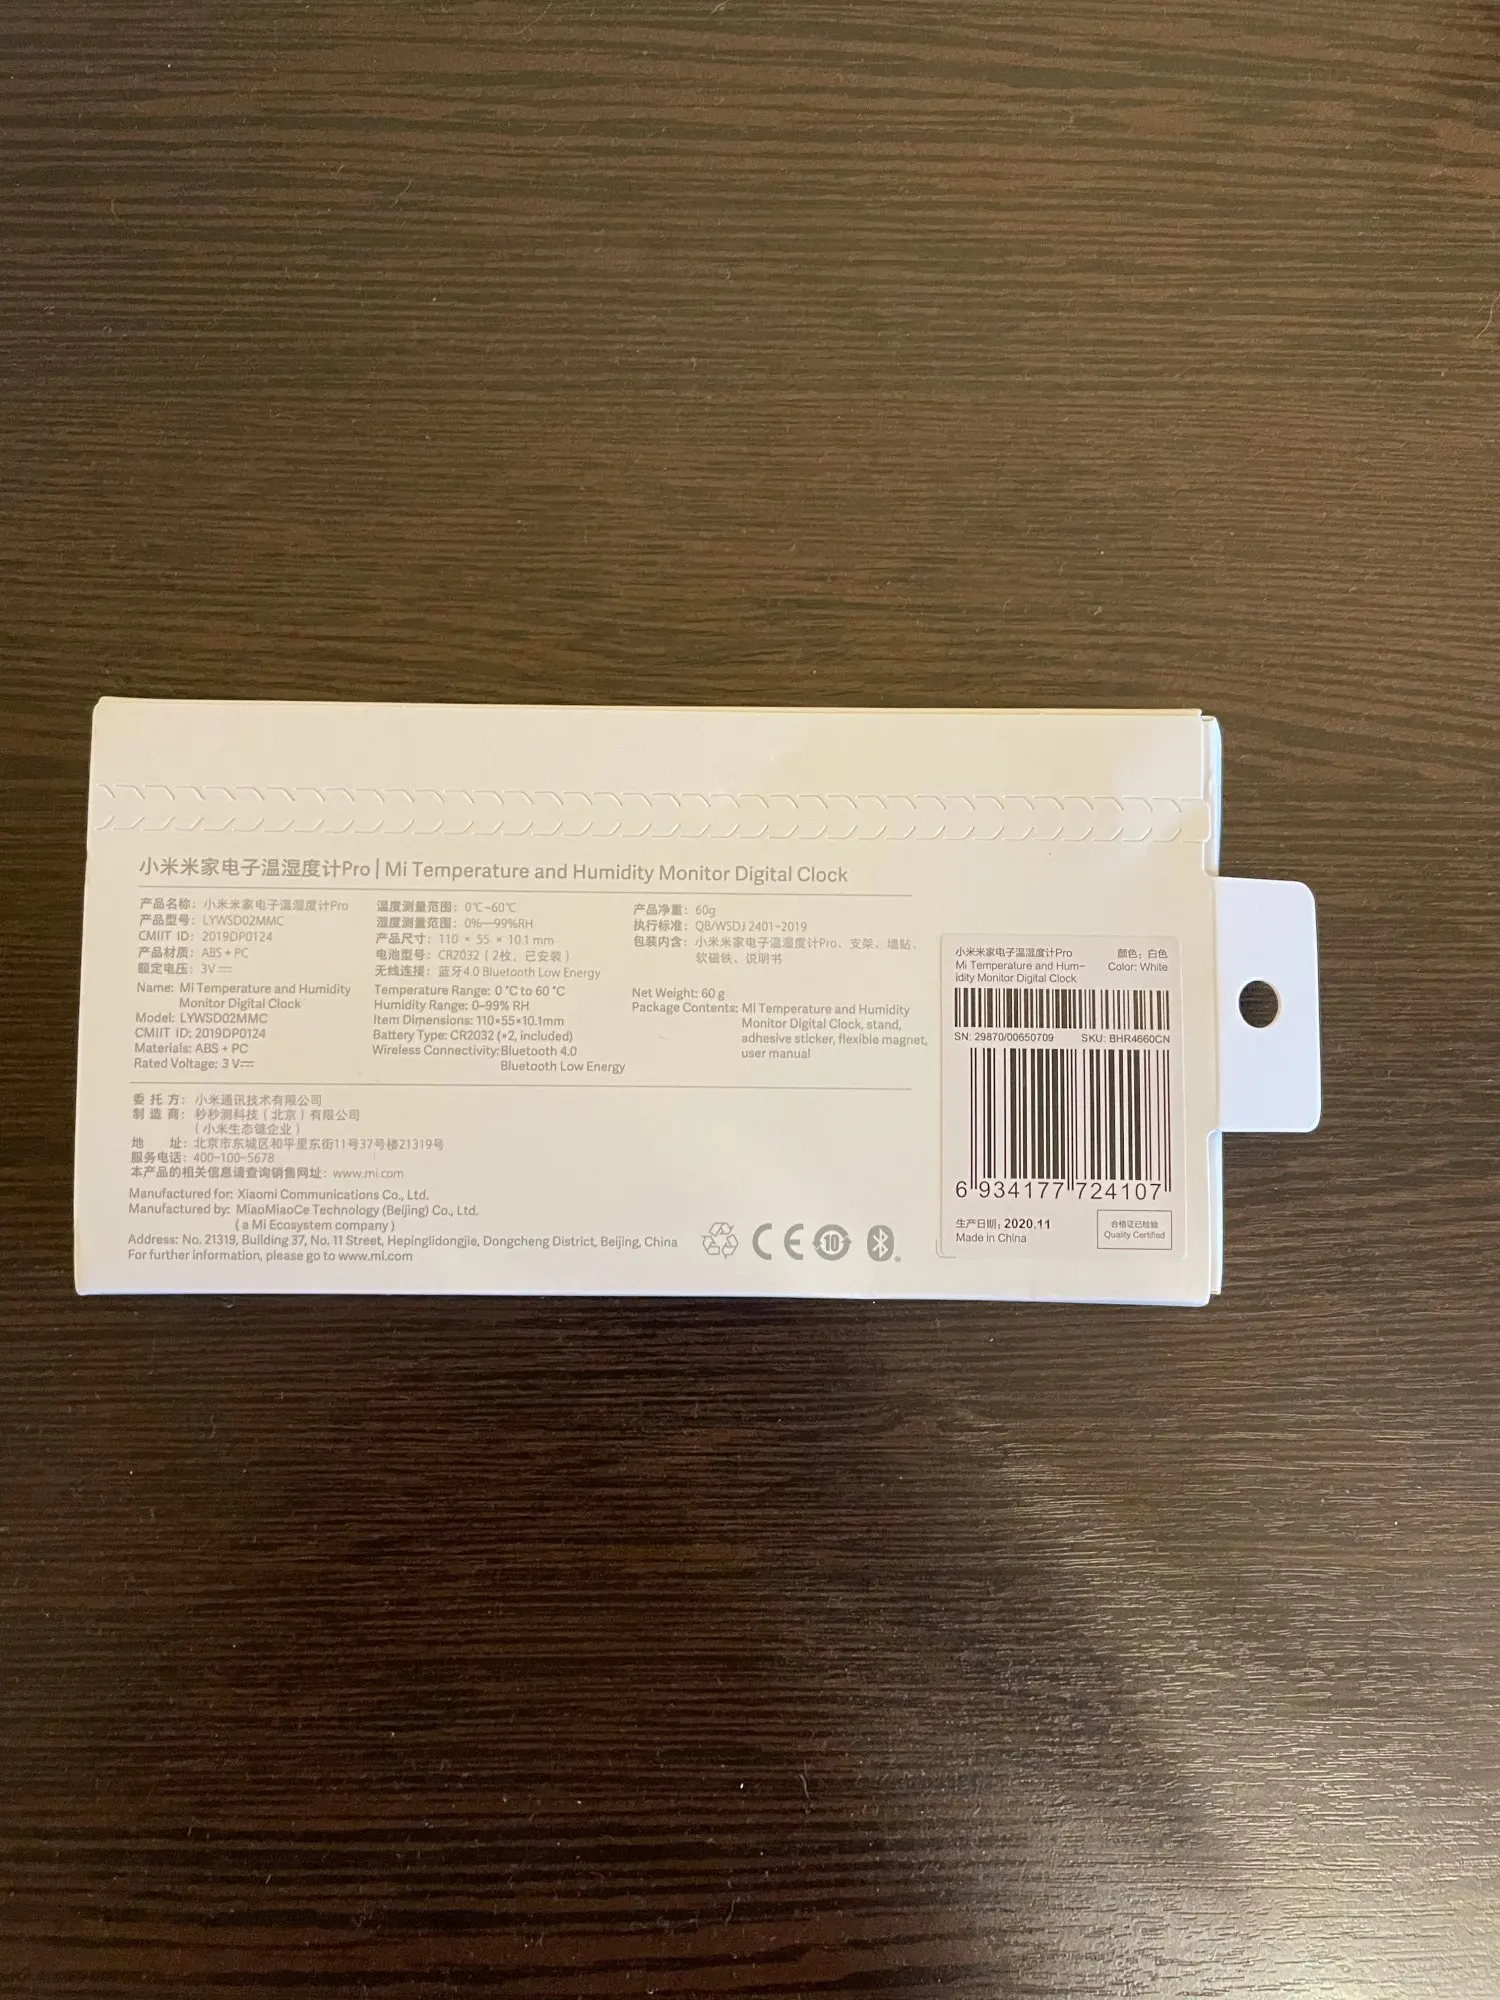 小米米家电子温湿度计Pro | Mi Temperature and Humidity Monitor Digital Clock
产品名称：小米米家电子温湿度计Pro
产品型号：LYWSD02MMC
CMIIT ID：2019DP0124
产品材质：ABS + PC
额定电压：3V⎓
Name: Mi Temperature and Humidity
Monitor Digital Clock
Model: LYWSD02MMC
CMIIT ID: 2019DP0124
Materials: ABS + PC
Rated Voltage: 3 V⎓
温度测量范围：0℃~60℃
湿度测量范围：0%—99%RH
产品尺寸：110 × 55 × 10.1 mm
电池型号：CR2032（2枚，已安装）
无线连接：蓝牙4.0 Bluetooth Low Energy
Temperature Range: 0 °C to 60 °C
Humidity Range: 0–99% RH
Item Dimensions: 110×55×10.1mm
Battery Type: CR2032 (×2, included)
Wireless Connectivity: Bluetooth 4.0
Bluetooth Low Energy
产品净重：60g
执行标准：QB/WSDJ 2401-2019
包装内含：小米米家电子温湿度计Pro、支架、墙贴、
软磁铁、说明书
Net Weight: 60 g
Package Contents: Mi Temperature and Humidity
Monitor Digital Clock, stand,
adhesive sticker, flexible magnet,
user manual
委托方：小米通讯技术有限公司
制造商：秒秒测科技（北京）有限公司
（小米生态链企业）
地址：北京市东城区和平里东街11号37号楼21319号
服务电话：400-100-5678
本产品的相关信息请查询销售网址：www.mi.com
Manufactured for: Xiaomi Communications Co., Ltd.
Manufactured by: MiaoMiaoCe Technology (Beijing) Co., Ltd.
(a Mi Ecosystem company)
Address: No. 21319, Building 37, No. 11 Street, Hepinglidongjie, Dongcheng District, Beijing, China
For further information, please go to www.mi.com
CE 10
小米米家电子温湿度计Pro 颜色：白色
Mi Temperature and Hum- Color: White
idity Monitor Digital Clock
SN: 29870/00650709 SKU: BHR4660CN
6 934177 724107
生产日期：2020.11
Made in China
合格证已检验
Quality Certified